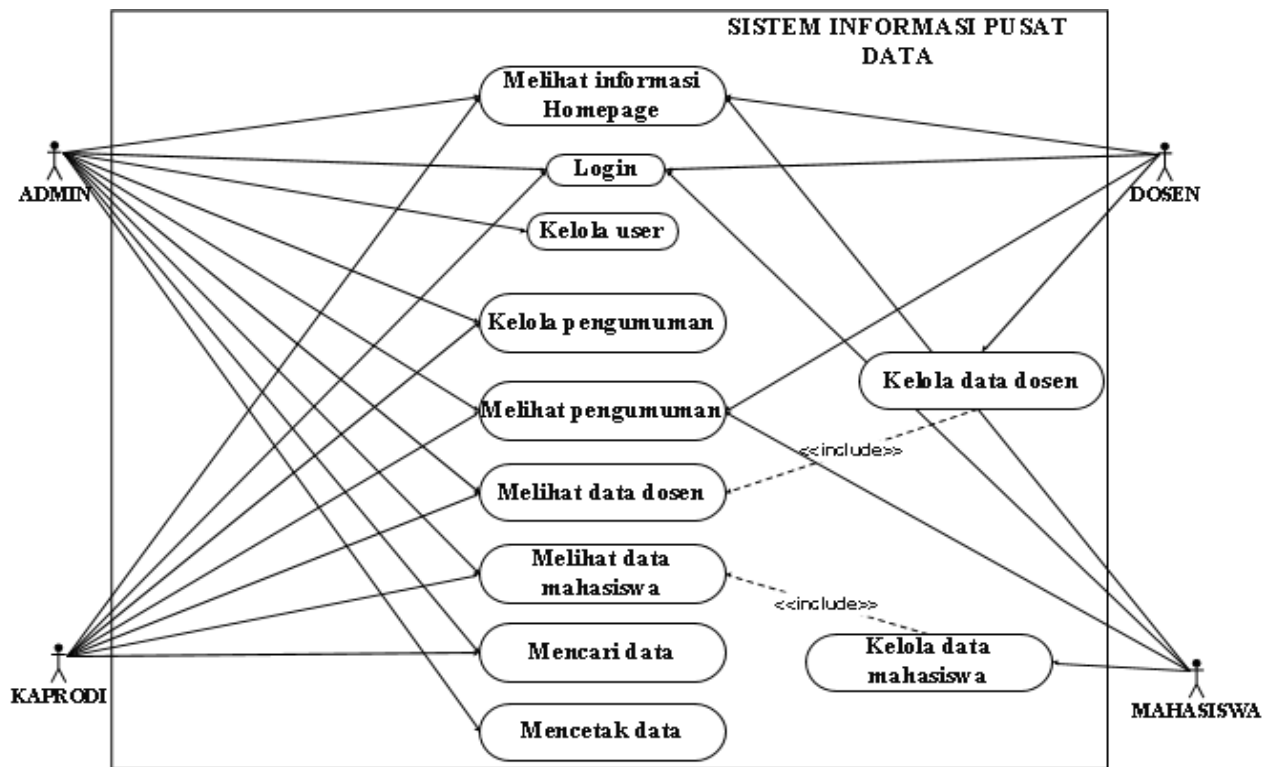 SISTEM INFORMASI PUSAT
DATA
Melihat informasi
Homepage
ADMIN
Login
DOSEN
Kelola user
Kelola pengumuman
Kelola data dosen
Melihat pengumuman
<<include>>
Melihat data dosen
Melihat data
mahasiswa
<<include>>
Mencari data
Kelola data
mahasiswa
KAPRODI
MAHASISWA
Mencetak data